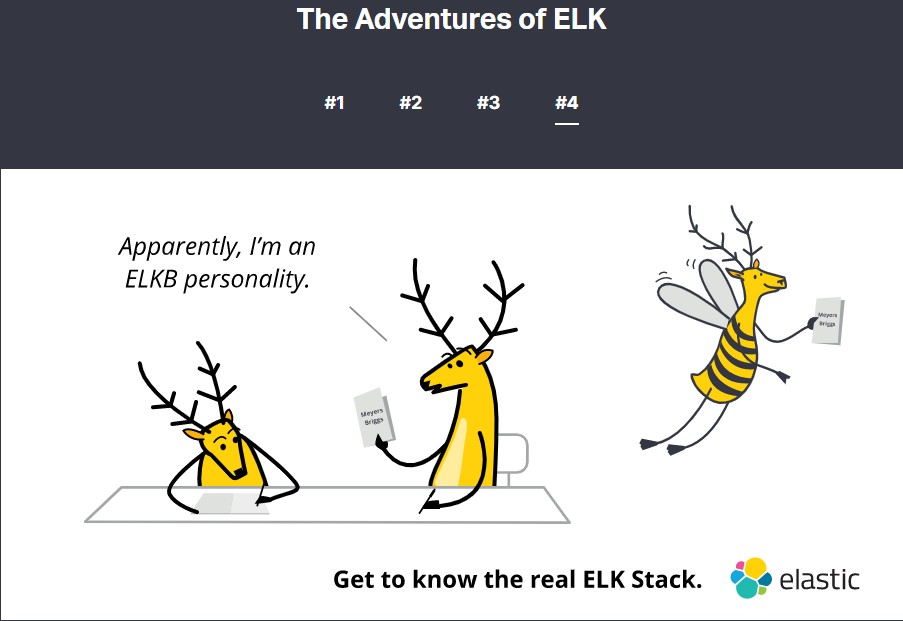 The Adventures of ELK
#1 #2 #3 #4
Apparently, I'm an
ELKB personality.
Meyers
Briggs
Meyers
Briggs
Get to know the real ELK Stack.
elastic